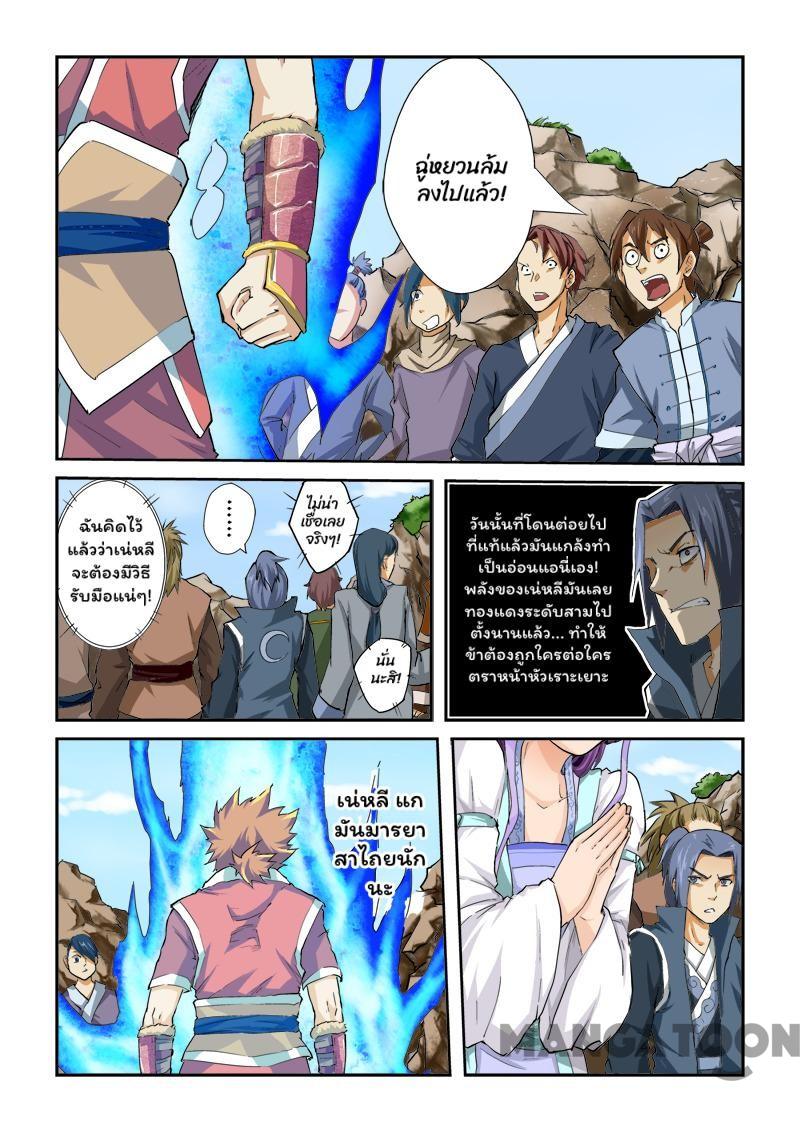 ฉู่หยวนล้ม
ลงไปแล้ว!
ฉันคิดไว้
แล้วว่าเน่หลี
จะต้องมีวิธี
รับมือแน่ๆ!
......
ไม่น่า
เชื่อเลย
จริงๆ!
นั่น
นะสิ!
วันนั้นที่โดนต่อยไป
ที่แท้แล้วมันแกล้งทำ
เป็นอ่อนแอนี่เอง!
พลังของเน่หลีมันเลย
ทองแดงระดับสามไป
ตั้งนานแล้ว... ทำให้
ข้าต้องถูกใครต่อใคร
ตราหน้าหัวเราะเยาะ
เน่หลี แก
มันมารยา
สาไถยนัก
นะ
MANGATOON